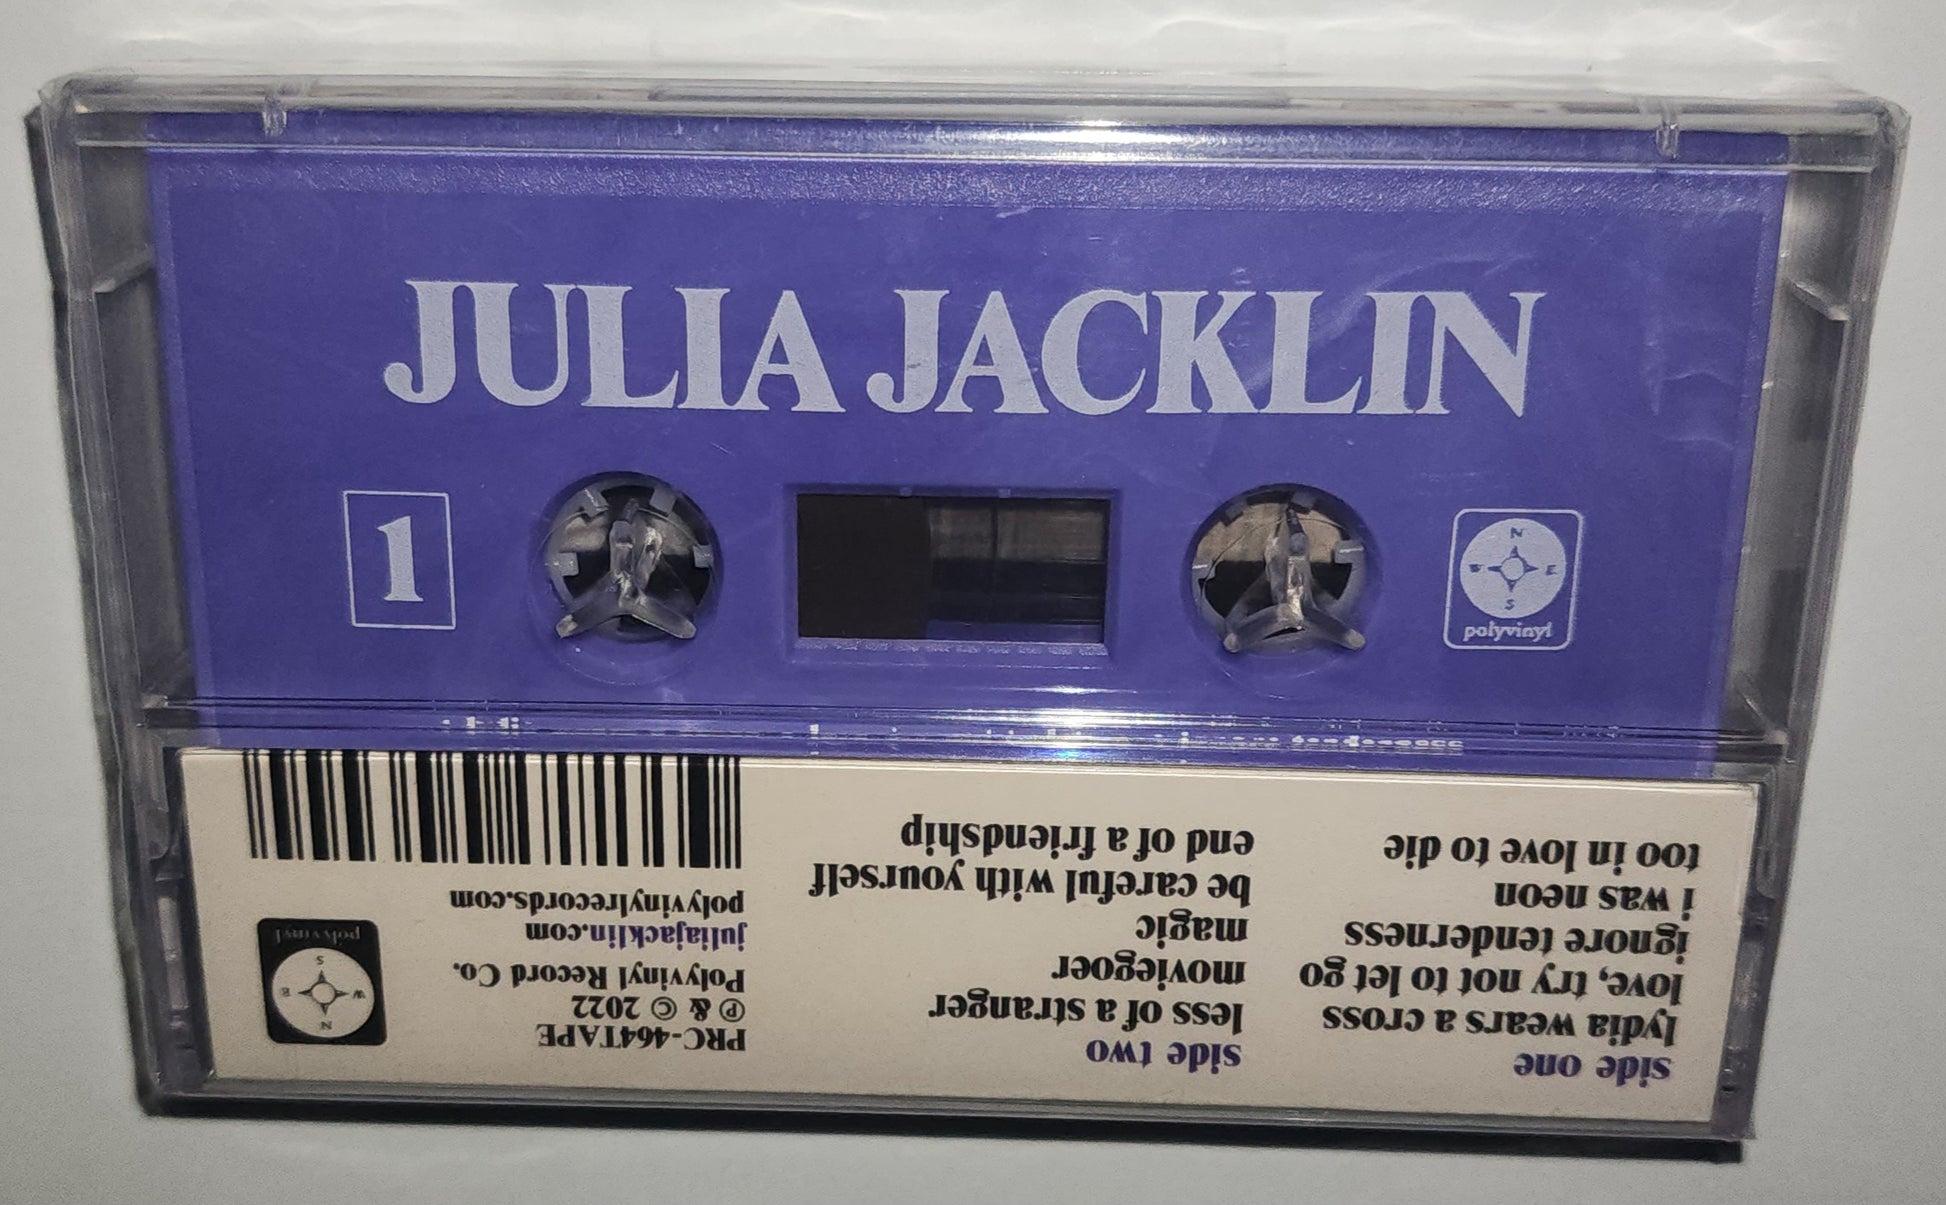 JULIA JACKLIN
1
N
W E
S
polyvinyl
side one
lydia wears a cross
love, try not to let go
ignore tenderness
i was neon
too in love to die
side two
less of a stranger
moviegoer
magic
be careful with yourself
end of a friendship
PRC-464TAPE
℗ & © 2022
Polyvinyl Record Co.
juliajacklin.com
polyvinylrecords.com
N
W E
S
polyvinyl